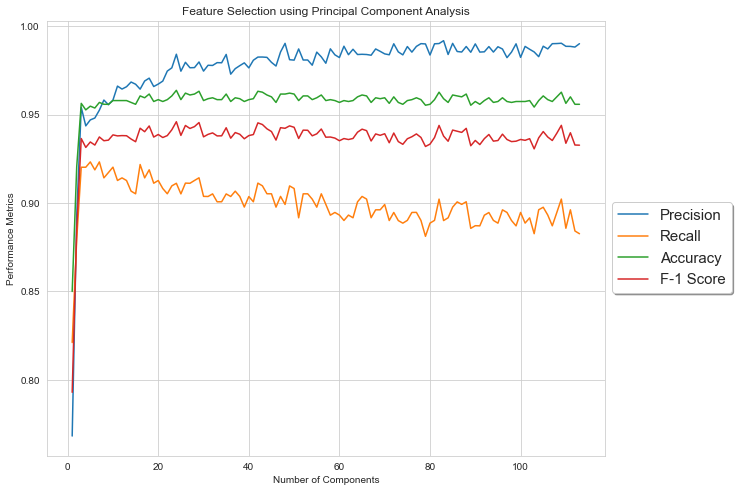 Feature Selection using Principal Component Analysis
1.00
0.95
0.90
0.85
0.80
Performance Metrics
0
20
40
60
80
100
Number of Components
Precision
Recall
Accuracy
F-1 Score